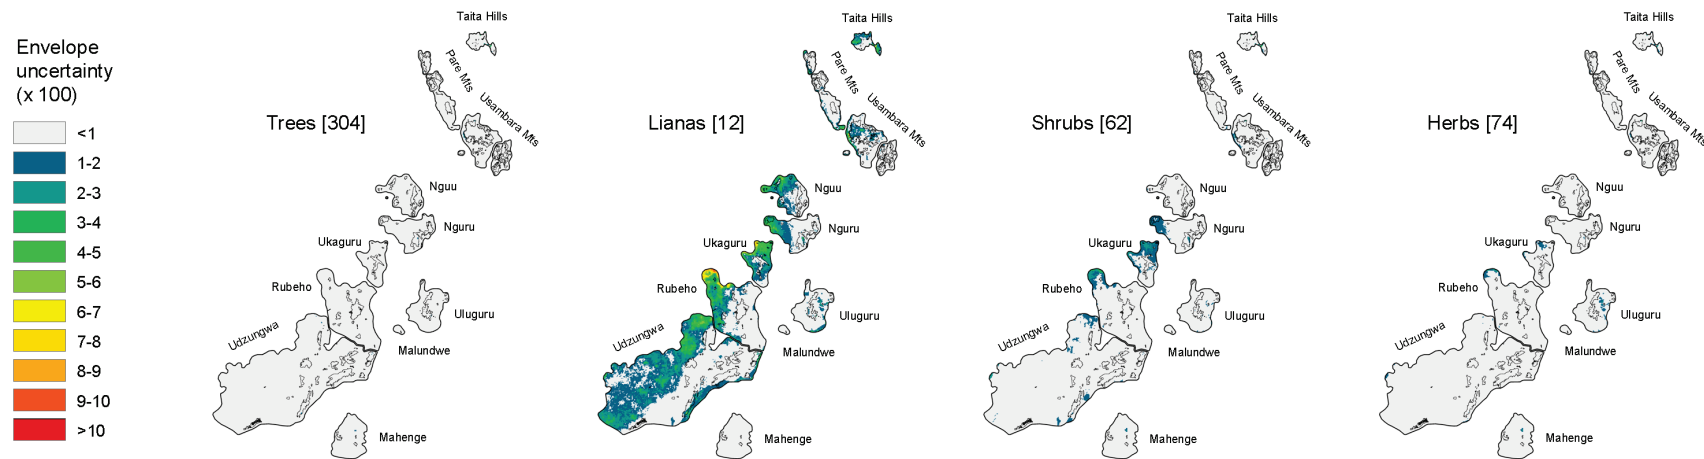 Envelope
uncertainty
(x 100)
<1
1-2
2-3
3-4
4-5
5-6
6-7
7-8
8-9
9-10
>10
Trees [304]
Taita Hills
Pare Mts
Usambara Mts
Nguu
Nguru
Ukaguru
Rubeho
Uluguru
Udzungwa
Malundwe
Mahenge
Lianas [12]
Taita Hills
Pare Mts
Usambara Mts
Nguu
Nguru
Ukaguru
Rubeho
Uluguru
Udzungwa
Malundwe
Mahenge
Shrubs [62]
Taita Hills
Pare Mts
Usambara Mts
Nguu
Nguru
Ukaguru
Rubeho
Uluguru
Udzungwa
Malundwe
Mahenge
Herbs [74]
Taita Hills
Pare Mts
Usambara Mts
Nguu
Nguru
Ukaguru
Rubeho
Uluguru
Udzungwa
Malundwe
Mahenge